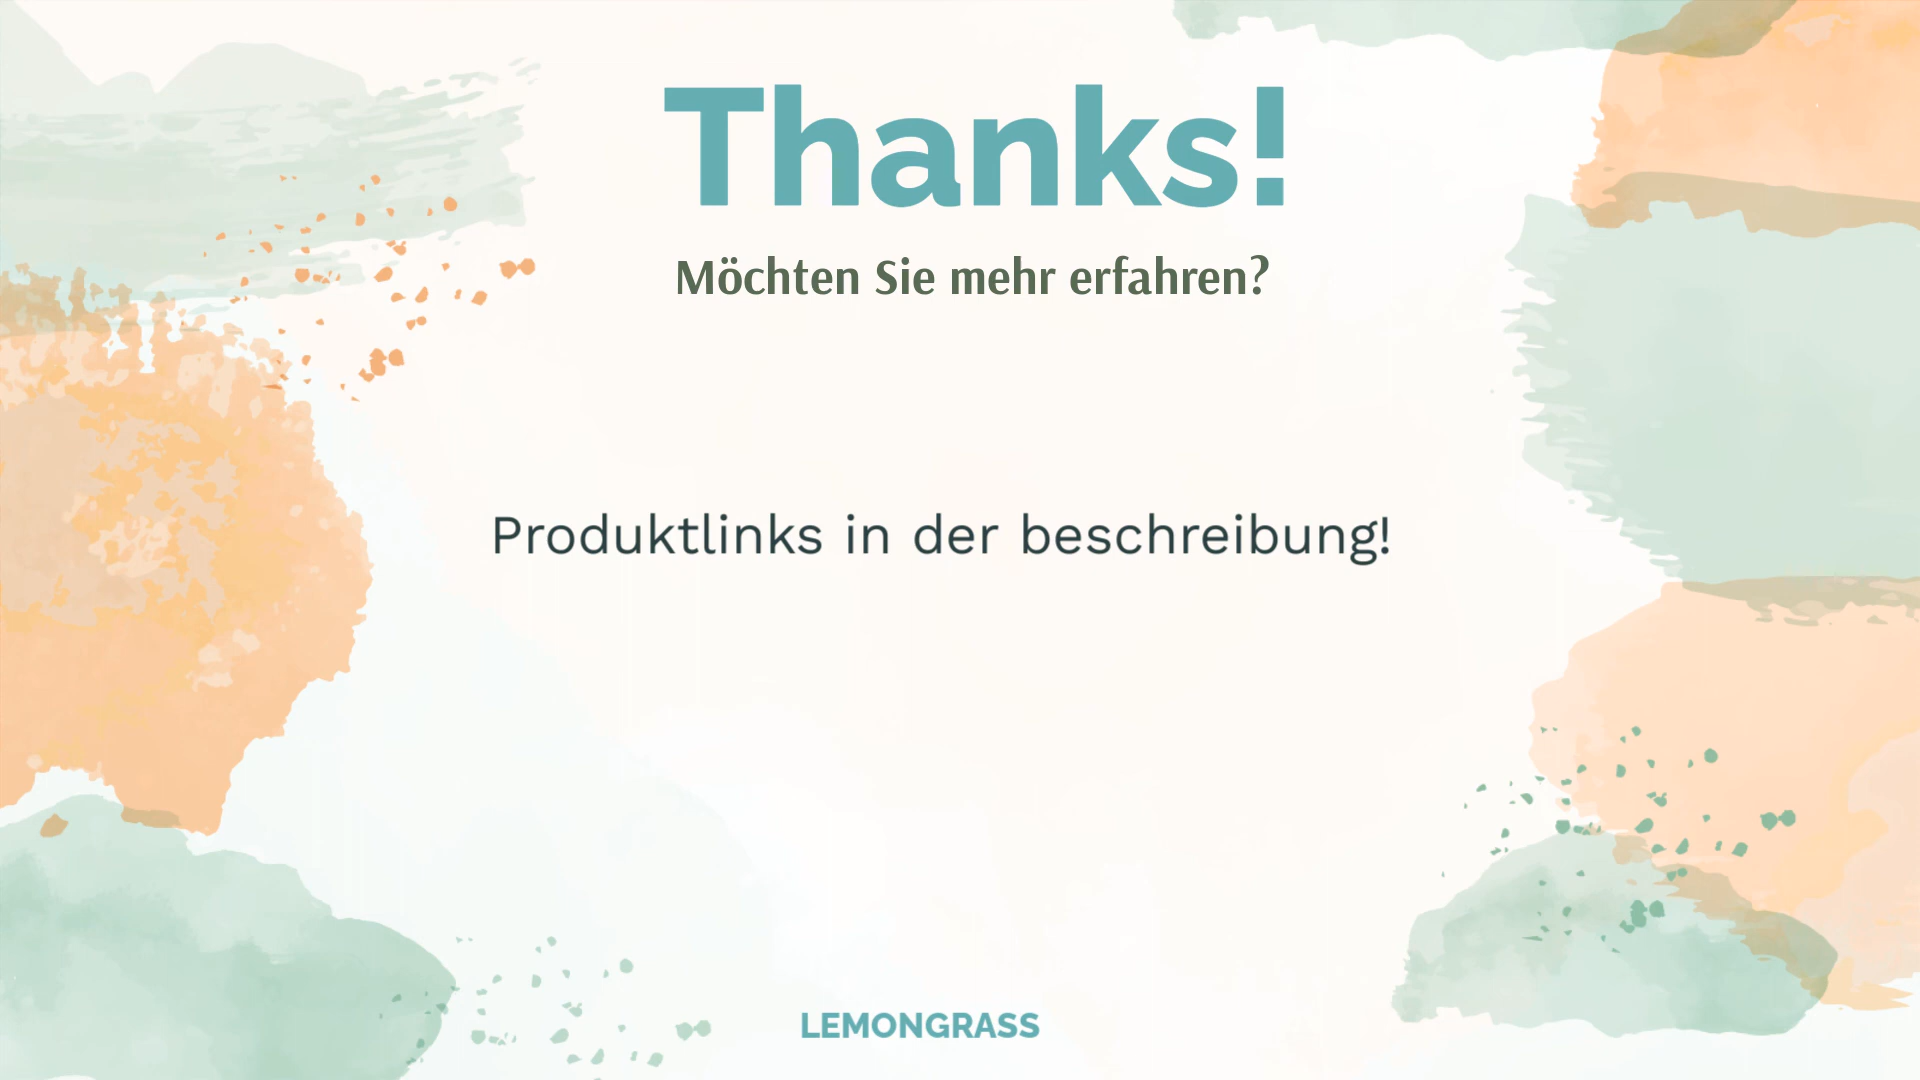 Thanks!
Möchten Sie mehr erfahren?
Produktlinks in der beschreibung!
LEMONGRASS